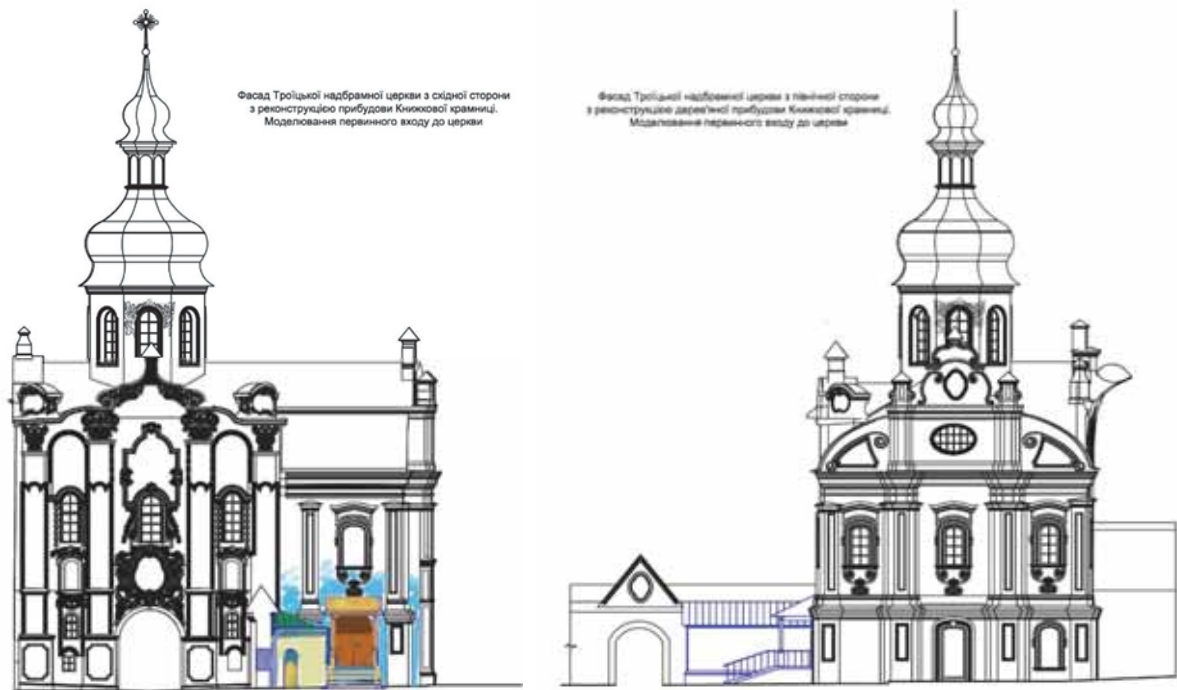 Фасад Троїцької надбрамної церкви з східної сторони
з реконструкцією прибудови Книжкової крамниці.
Моделювання первинного входу до церкви
Фасад Троїцької надбрамної церкви з північної сторони
з реконструкцією дерев'яної прибудови Книжкової крамниці.
Моделювання первинного входу до церкви